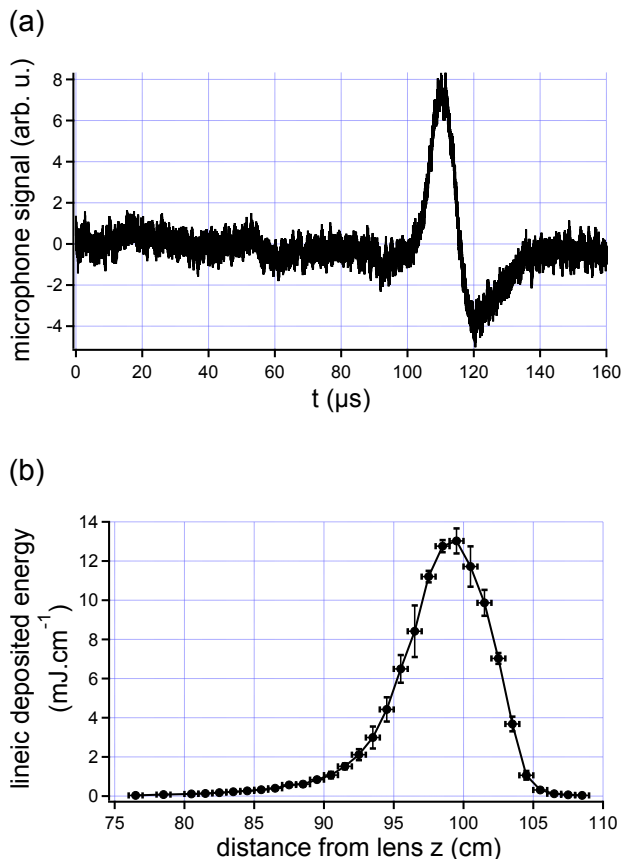 (a)
microphone signal (arb. u.)
8
6
4
2
0
-2
-4
0 20 40 60 80 100 120 140 160
t (µs)
(b)
lineic deposited energy
(mJ.cm⁻¹)
14
12
10
8
6
4
2
0
75 80 85 90 95 100 105 110
distance from lens z (cm)